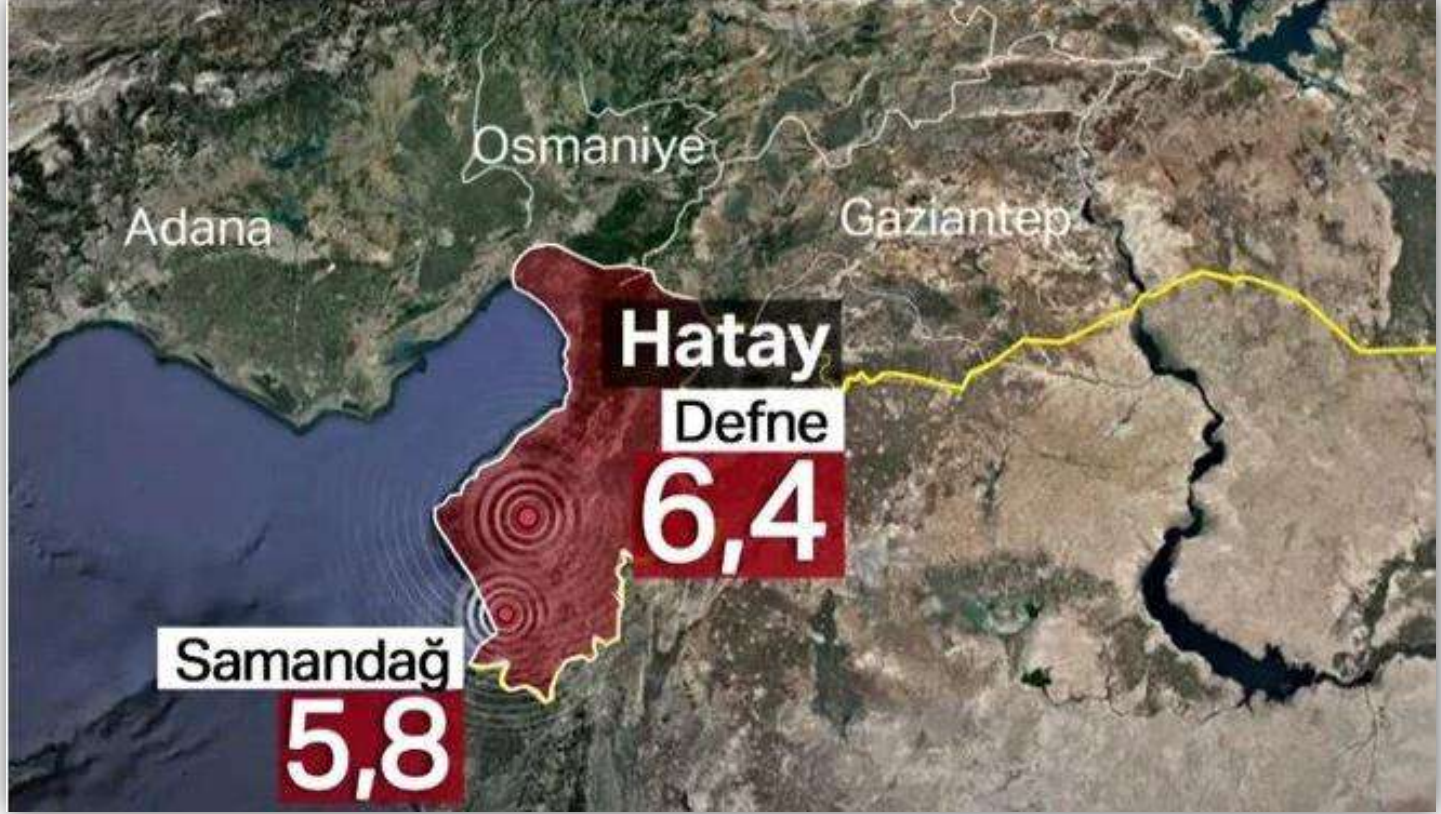 Osmaniye
Adana
Gaziantep
Hatay
Defne
6,4
Samandağ
5,8